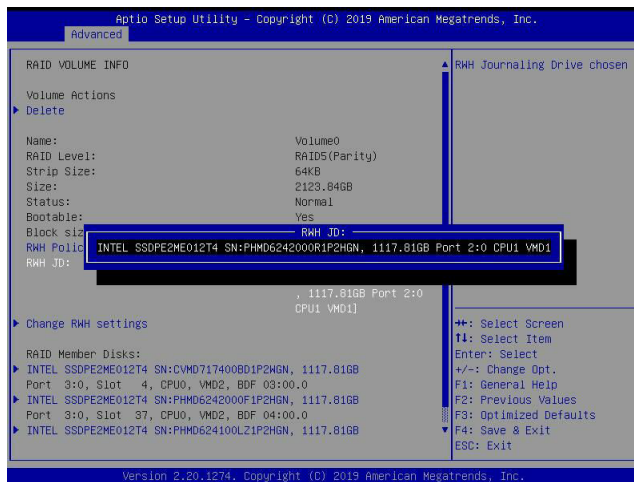 Aptio Setup Utility – Copyright (C) 2019 American Megatrends, Inc.
Advanced
RAID VOLUME INFO
Volume Actions
Delete
Name: Volume0
RAID Level: RAID5(Parity)
Strip Size: 64KB
Size: 2123.84GB
Status: Normal
Bootable: Yes
Block siz
RWH Polic
RWH JD:
RWH JD:
INTEL SSDPE2ME012T4 SN:PHMD6242000R1P2HGN, 1117.81GB Port 2:0 CPU1 VMD1
, 1117.81GB Port 2:0
CPU1 VMD1]
Change RWH settings
RAID Member Disks:
INTEL SSDPE2ME012T4 SN:CVMD717400BD1P2WGN, 1117.81GB
Port 3:0, Slot 4, CPU0, VMD2, BDF 03:00.0
INTEL SSDPE2ME012T4 SN:PHMD6242000F1P2HGN, 1117.81GB
Port 3:0, Slot 37, CPU0, VMD2, BDF 04:00.0
INTEL SSDPE2ME012T4 SN:PHMD624100LZ1P2HGN, 1117.81GB
RWH Journaling Drive chosen
→←: Select Screen
↑↓: Select Item
Enter: Select
+/-: Change Opt.
F1: General Help
F2: Previous Values
F3: Optimized Defaults
F4: Save & Exit
ESC: Exit
Version 2.20.1274. Copyright (C) 2019 American Megatrends, Inc.